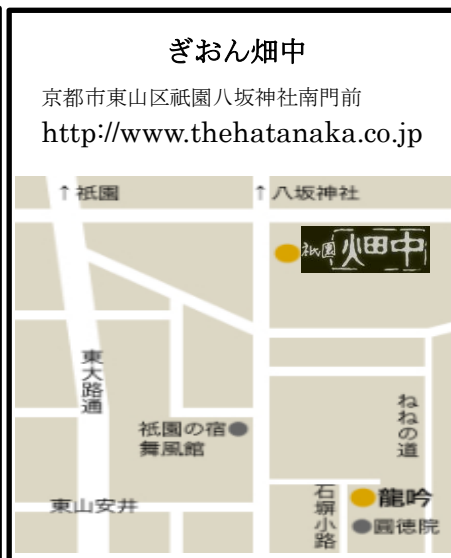 ぎおん畑中
京都市東山区祇園八坂神社南門前
http://www.thehatanaka.co.jp
↑祇園
↑八坂神社
祇園畑中
東大路通
ねねの道
祇園の宿
舞風館
東山安井
石塀小路
龍吟
圓徳院